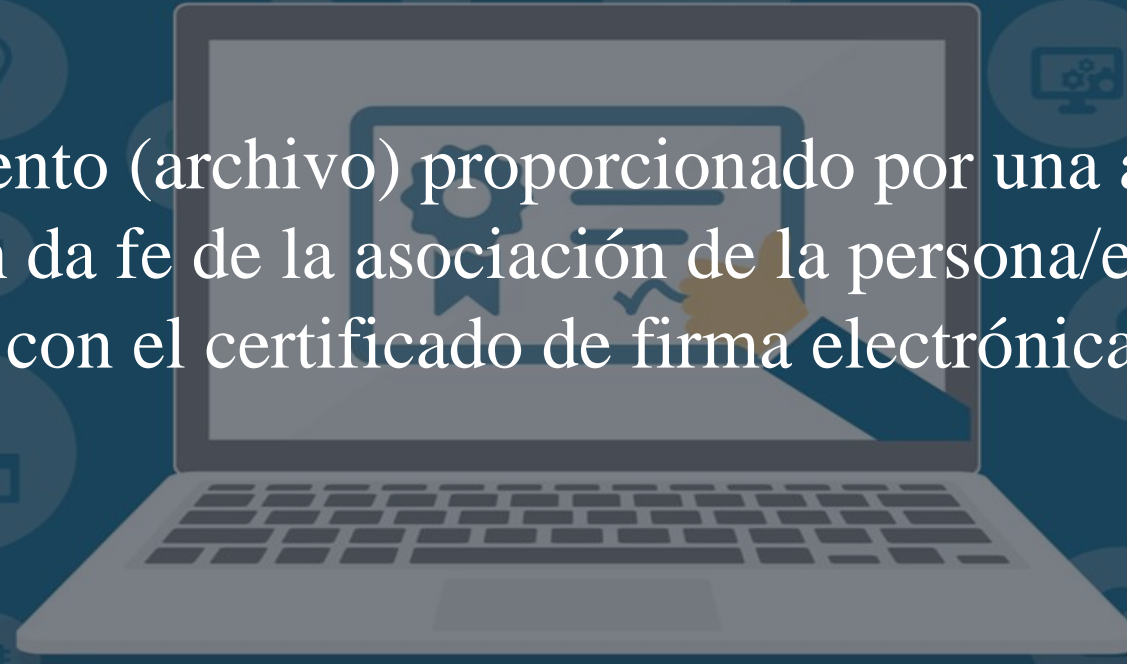 ento (archivo) proporcionado por una
da fe de la asociación de la persona/e
con el certificado de firma electrónica